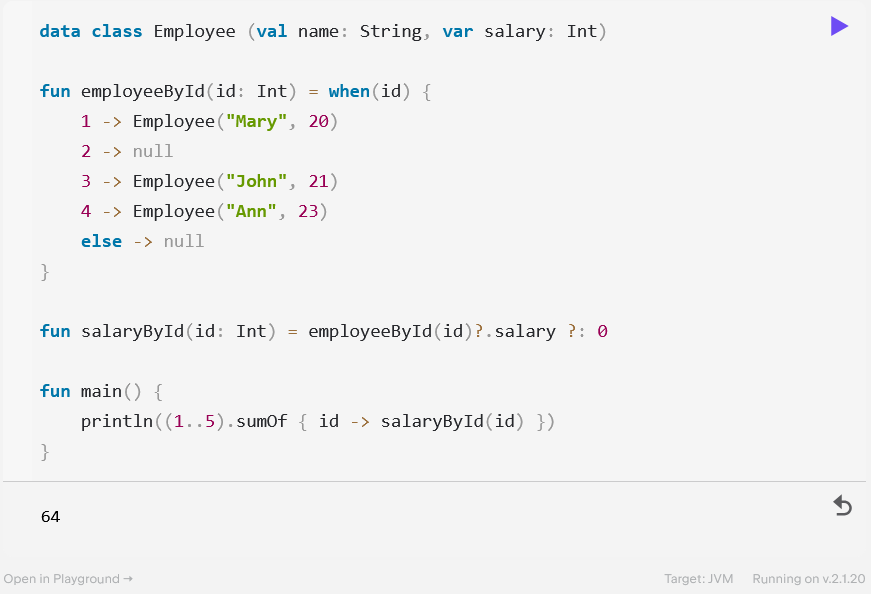 data class Employee (val name: String, var salary: Int)

fun employeeById(id: Int) = when(id) {
    1 -> Employee("Mary", 20)
    2 -> null
    3 -> Employee("John", 21)
    4 -> Employee("Ann", 23)
    else -> null
}

fun salaryById(id: Int) = employeeById(id)?.salary ?: 0

fun main() {
    println((1..5).sumOf { id -> salaryById(id) })
}
64
Open in Playground →
Target: JVM
Running on v.2.1.20